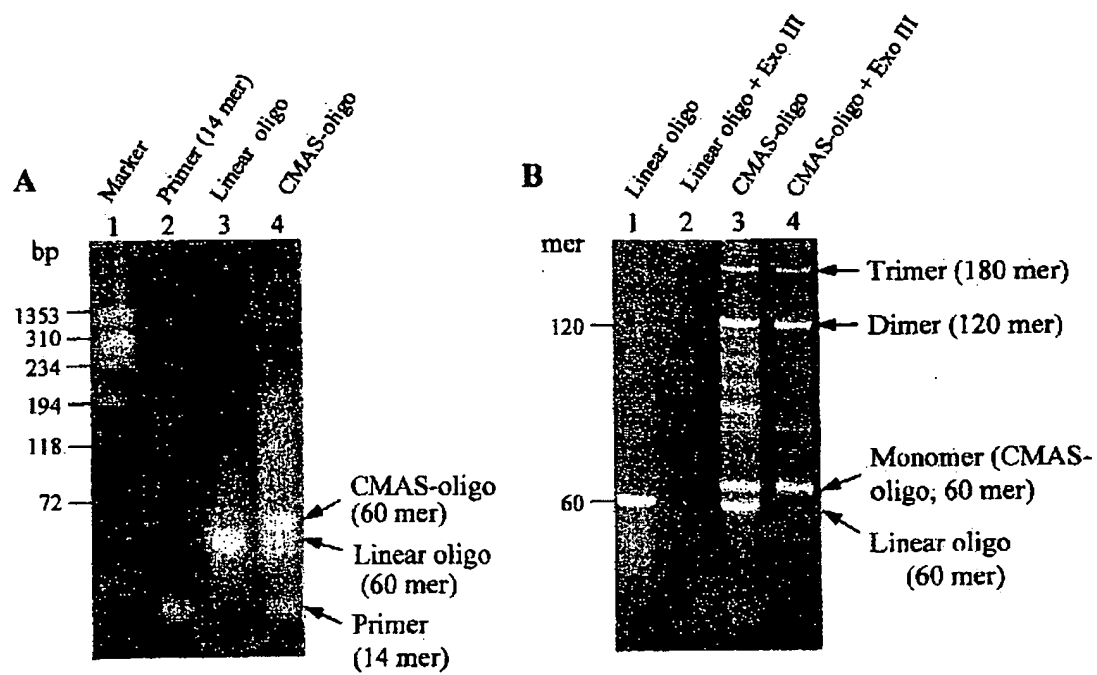 A
Marker
Primer (14 mer)
Linear oligo
CMAS-oligo
1 2 3 4
bp
1353
310
234
194
118
72
CMAS-oligo
(60 mer)
Linear oligo
(60 mer)
Primer
(14 mer)
B
Linear oligo
Linear oligo + Exo III
CMAS-oligo
CMAS-oligo + Exo III
1 2 3 4
mer
120
60
Trimer (180 mer)
Dimer (120 mer)
Monomer (CMAS-
oligo; 60 mer)
Linear oligo
(60 mer)